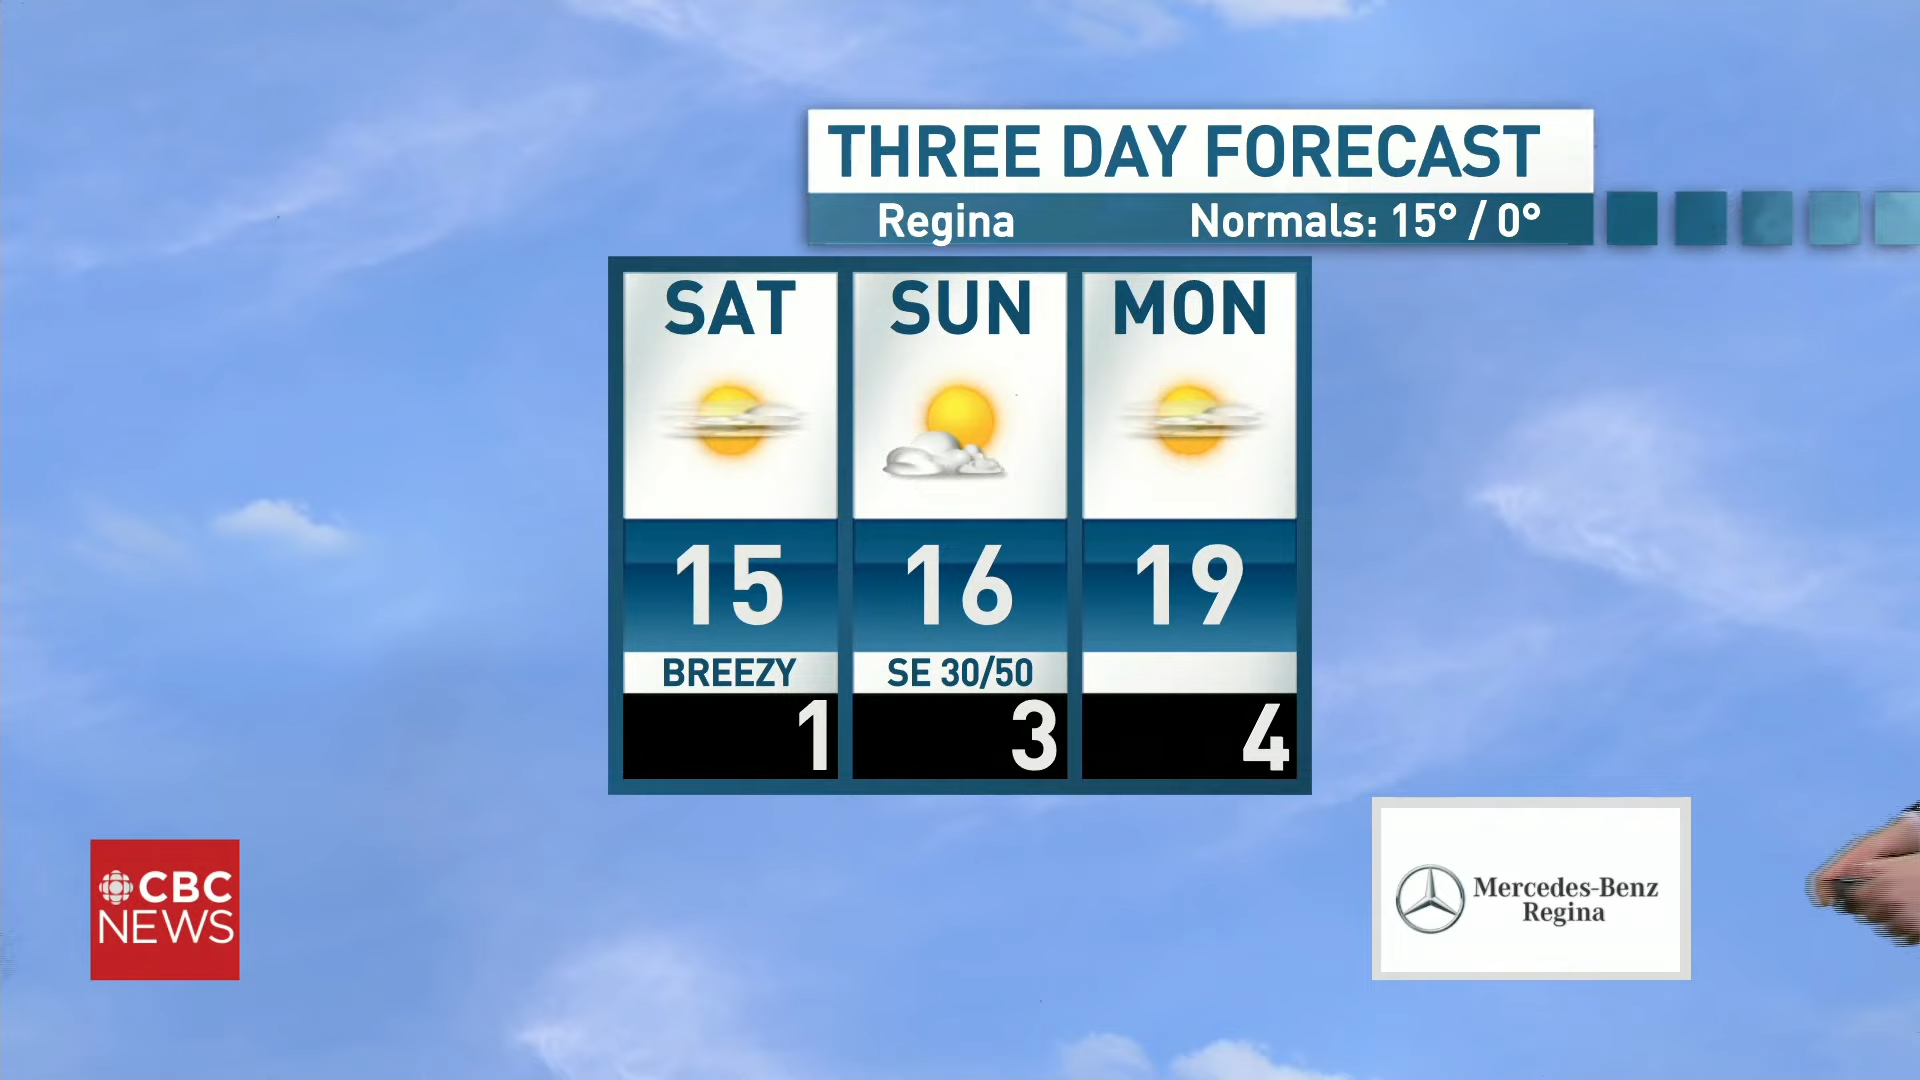 THREE DAY FORECAST
Regina Normals: 15° / 0°
SAT SUN MON
15 16 19
BREEZY SE 30/50
1 3 4
CBC
NEWS
Mercedes-Benz
Regina